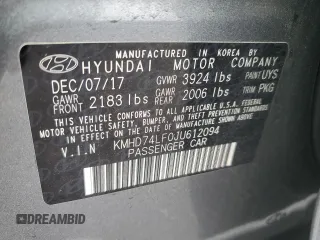 MANUFACTURED IN KOREA BY
HYUNDAI MOTOR COMPANY
DEC/07/17 GVWR 3924 lbs PAINT UYS
GAWR FRONT 2183 lbs GAWR REAR 2006 lbs TRIM PKG
THIS VEHICLE CONFORMS TO ALL APPLICABLE
FEDERAL MOTOR VEHICLE SAFETY, BUMPER, AND THEFT
PREVENTION STANDARDS IN EFFECT ON THE DATE OF
MANUFACTURE SHOWN ABOVE.
V.I.N KMHD74LF0JU612094
PASSENGER CAR
DREAMBID